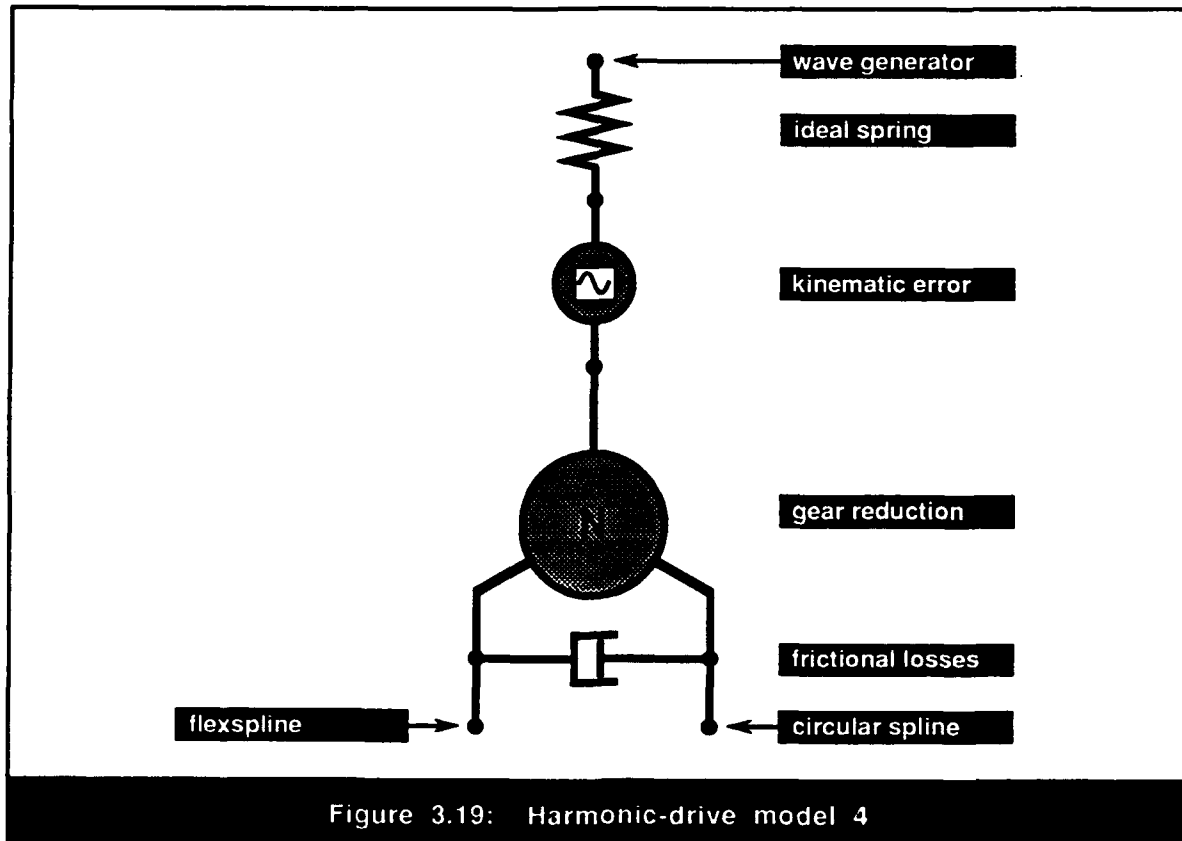 wave generator
ideal spring
kinematic error
N
gear reduction
frictional losses
flexspline
circular spline
Figure 3.19: Harmonic-drive model 4